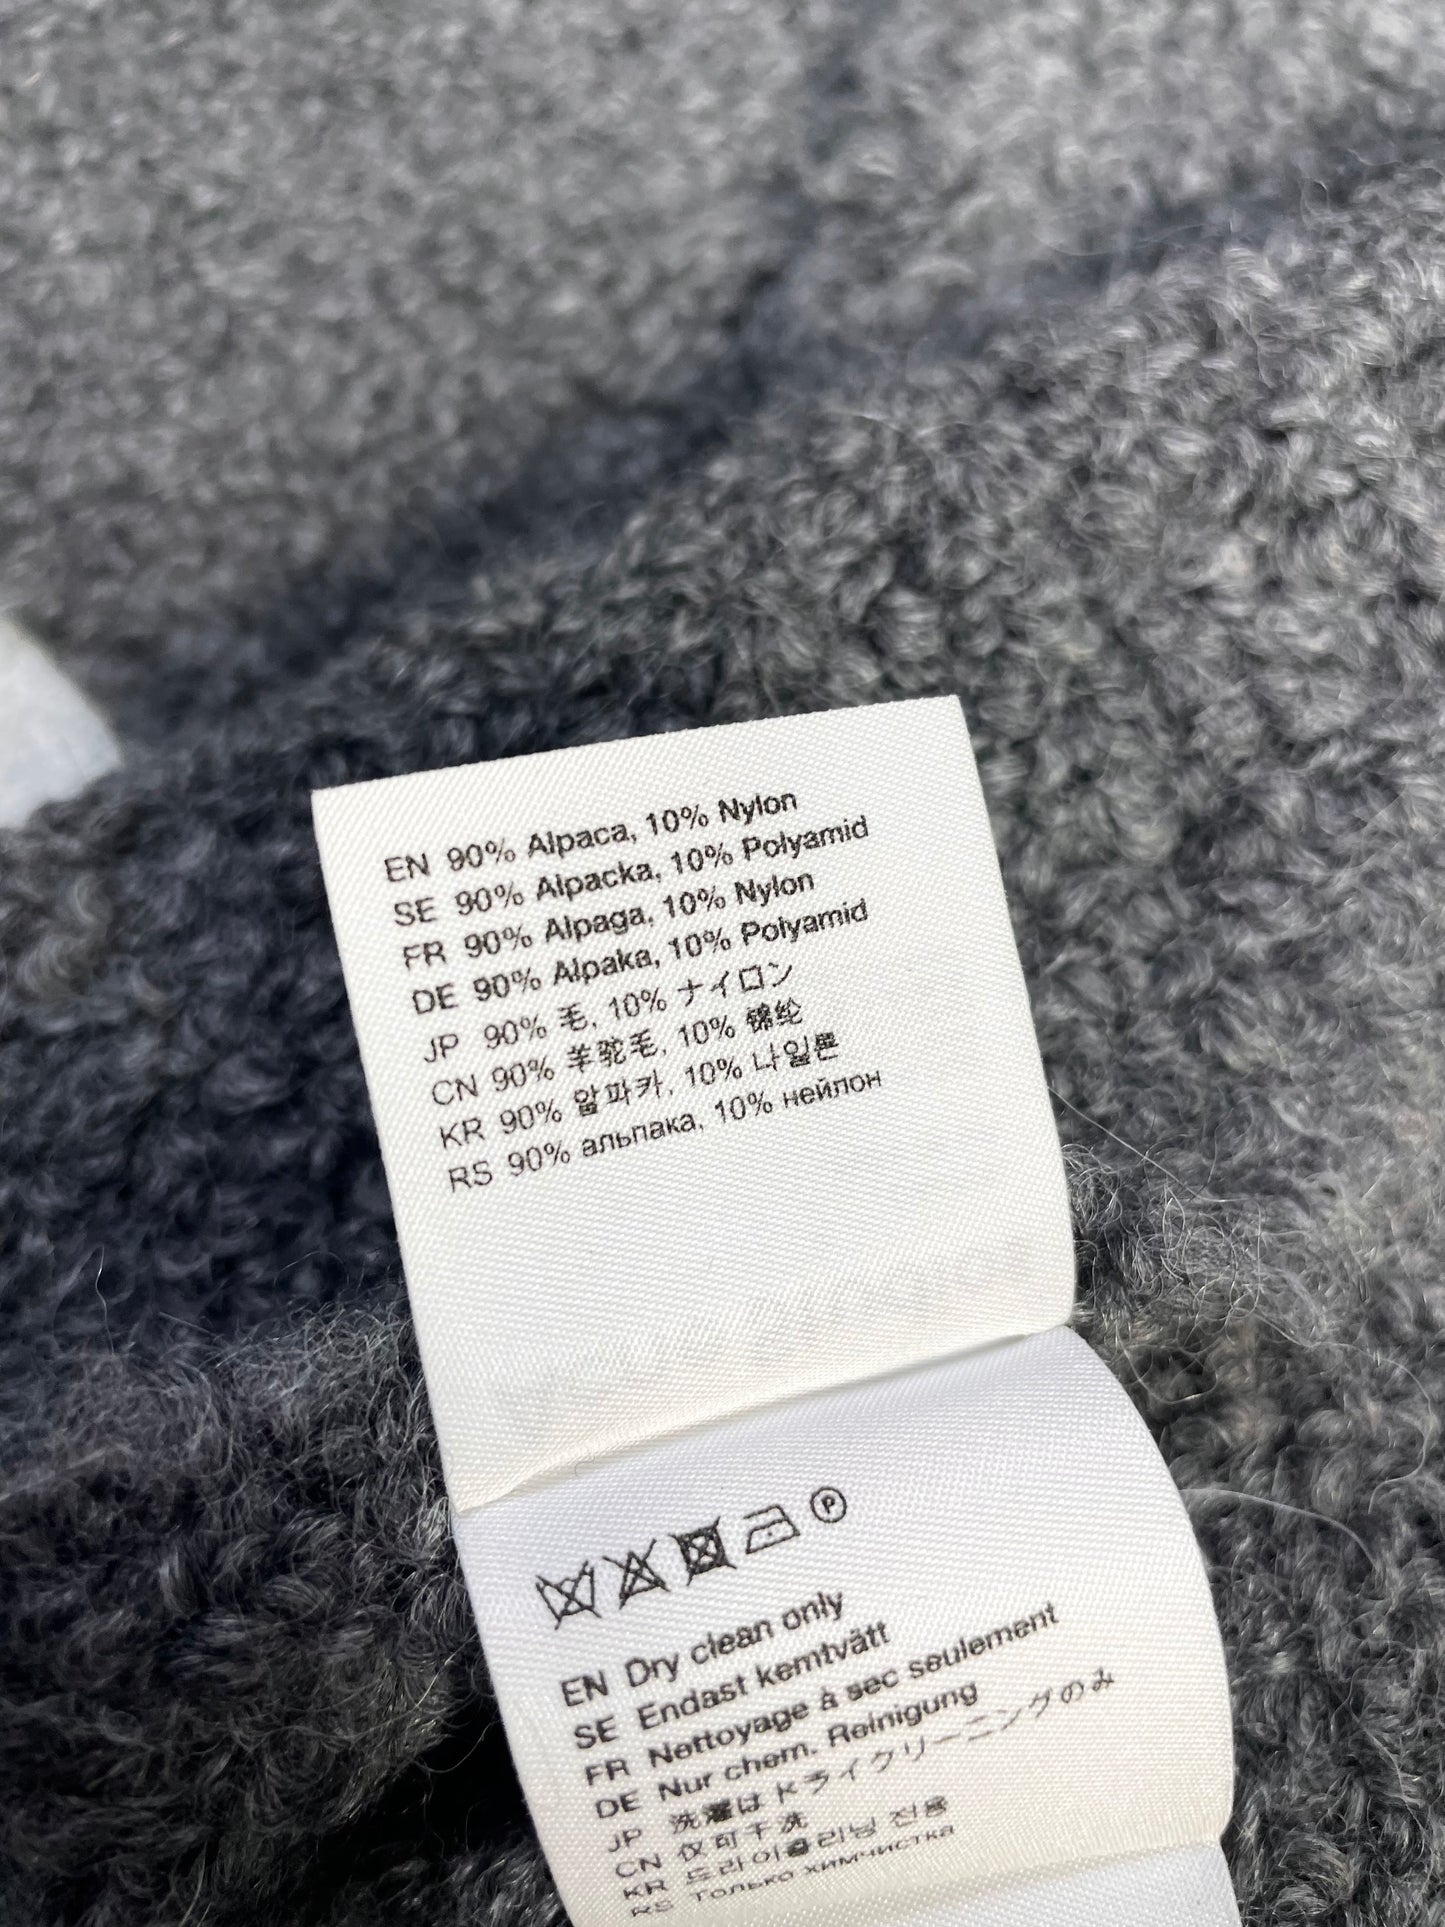 EN 90% Alpaca, 10% Nylon
SE 90% Alpacka, 10% Polyamid
FR 90% Alpaga, 10% Nylon
DE 90% Alpaka, 10% Polyamid
JP 90% 毛, 10% ナイロン
CN 90% 羊驼毛, 10% 锦纶
KR 90% 알파카, 10% 나일론
RS 90% альпака, 10% нейлон
P
EN Dry clean only
SE Endast kemtvätt
FR Nettoyage à sec seulement
DE Nur chem. Reinigung
JP 洗濯はドライクリーニングのみ
CN 仅可干洗
KR 드라이클리닝 전용
RS Только химчистка